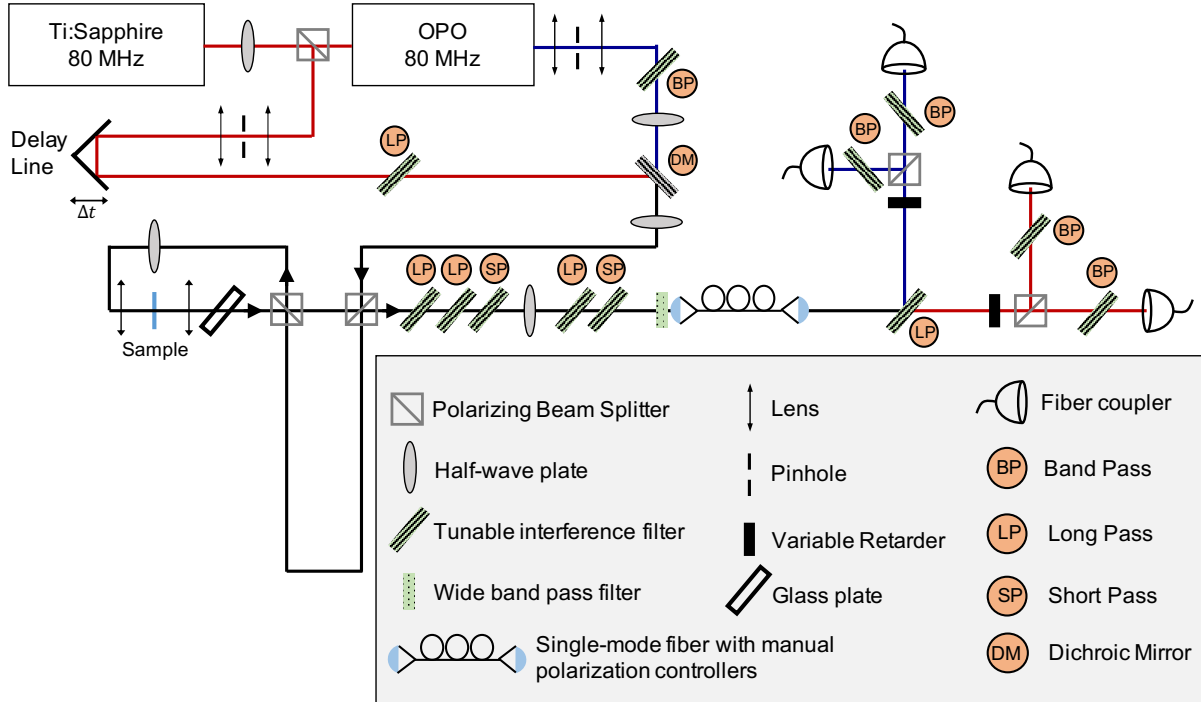 Ti:Sapphire
80 MHz
OPO
80 MHz
BP
Delay
Line
Δt
LP
DM
BP
BP
BP
BP
LP
LP
SP
LP
SP
LP
Sample
Polarizing Beam Splitter
Half-wave plate
Tunable interference filter
Wide band pass filter
Single-mode fiber with manual
polarization controllers
Lens
Pinhole
Variable Retarder
Glass plate
Fiber coupler
BP Band Pass
LP Long Pass
SP Short Pass
DM Dichroic Mirror